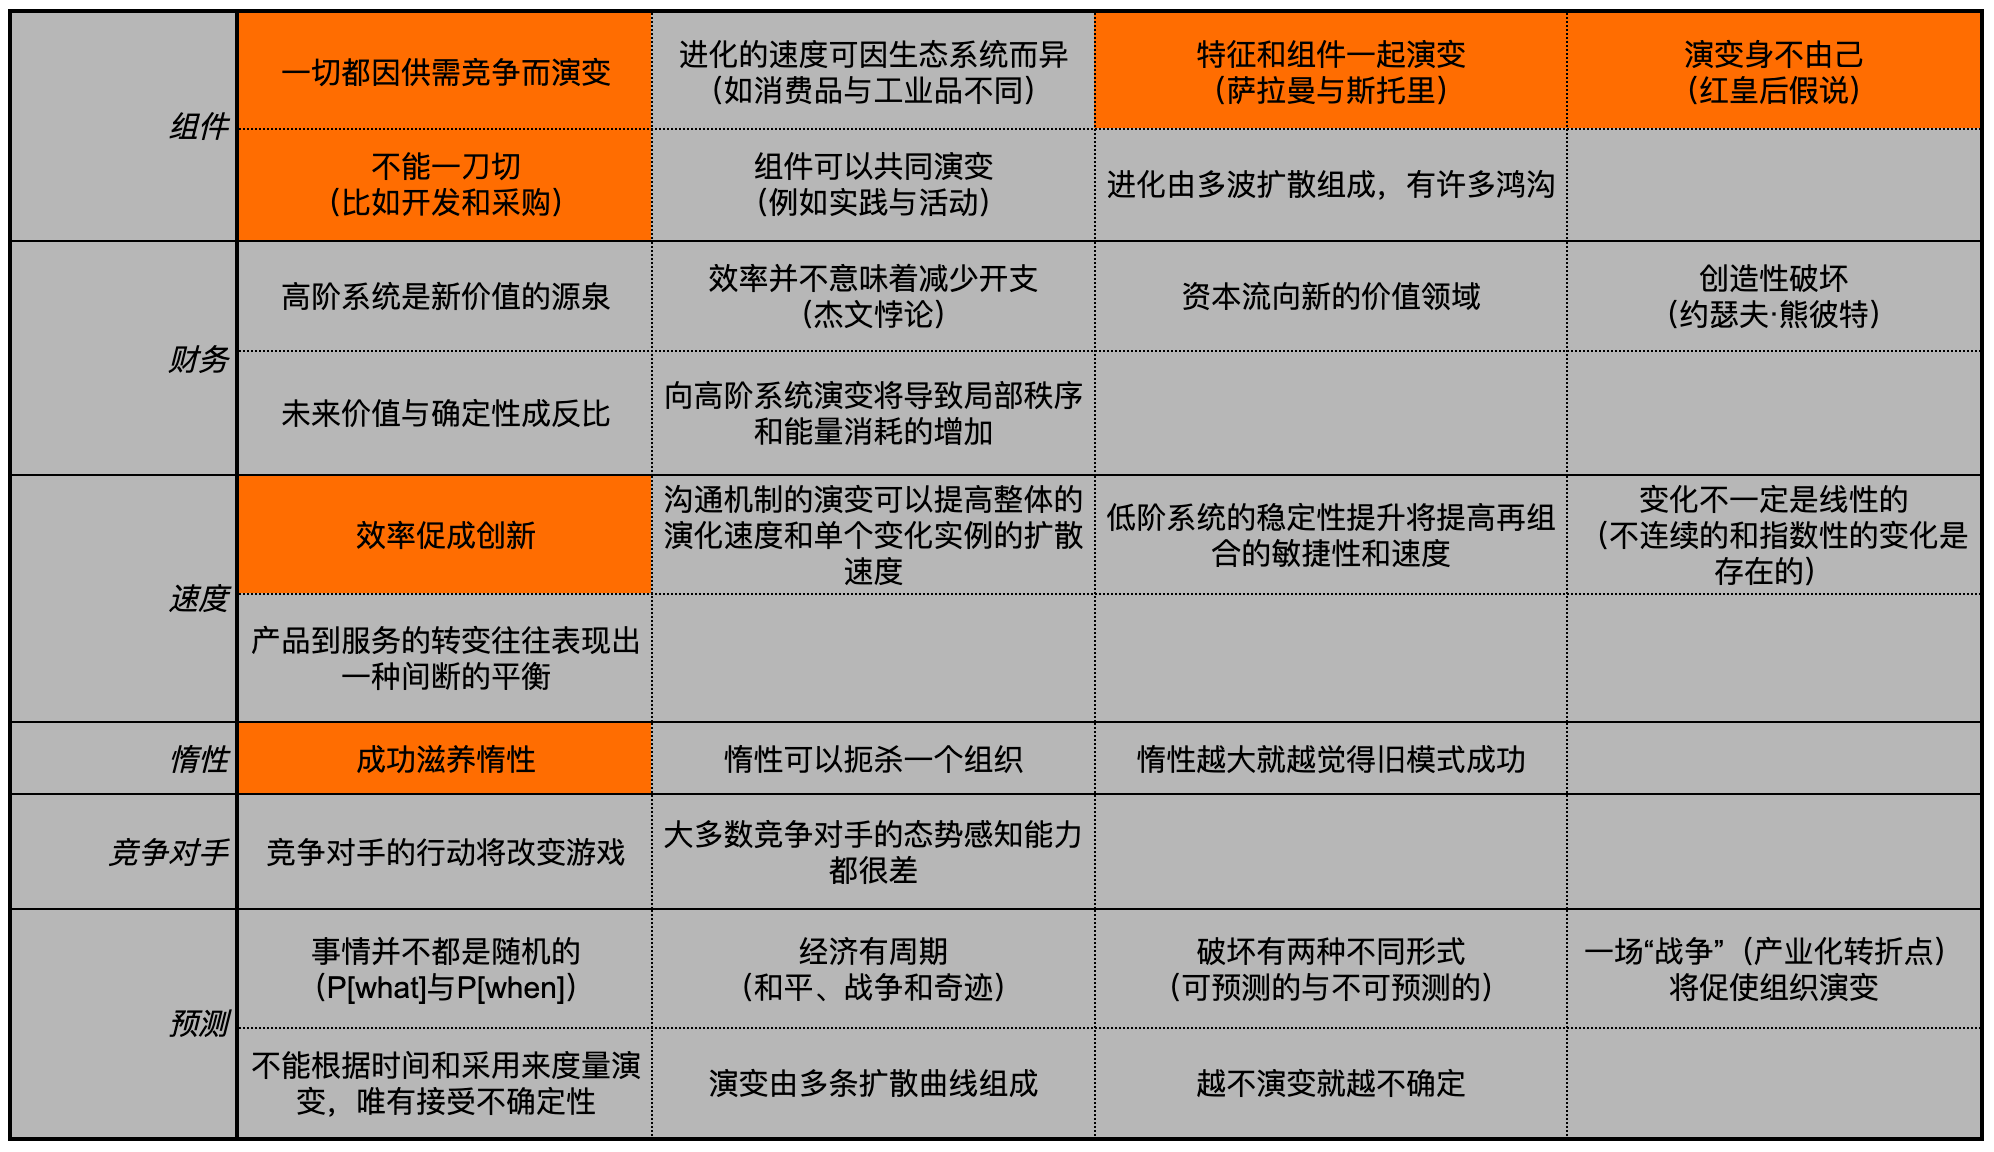 组件
一切都因供需竞争而演变
进化的速度可因生态系统而异
（如消费品与工业品不同）
特征和组件一起演变
（萨拉曼与斯托里）
演变身不由己
（红皇后假说）
不能一刀切
（比如开发和采购）
组件可以共同演变
（例如实践与活动）
进化由多波扩散组成，有许多鸿沟
财务
高阶系统是新价值的源泉
效率并不意味着减少开支
（杰文悖论）
资本流向新的价值领域
创造性破坏
（约瑟夫·熊彼特）
未来价值与确定性成反比
向高阶系统演变将导致局部秩序
和能量消耗的增加
速度
效率促成创新
沟通机制的演变可以提高整体的
演化速度和单个变化实例的扩散
速度
低阶系统的稳定性提升将提高再组
合的敏捷性和速度
变化不一定是线性的
（不连续的和指数性的变化是
存在的）
产品到服务的转变往往表现出
一种间断的平衡
惰性
成功滋养惰性
惰性可以扼杀一个组织
惰性越大就越觉得旧模式成功
竞争对手
竞争对手的行动将改变游戏
大多数竞争对手的态势感知能力
都很差
预测
事情并不都是随机的
（P[what]与P[when]）
经济有周期
（和平、战争和奇迹）
破坏有两种不同形式
（可预测的与不可预测的）
一场“战争”（产业化转折点）
将促使组织演变
不能根据时间和采用来度量演
变，唯有接受不确定性
演变由多条扩散曲线组成
越不演变就越不确定